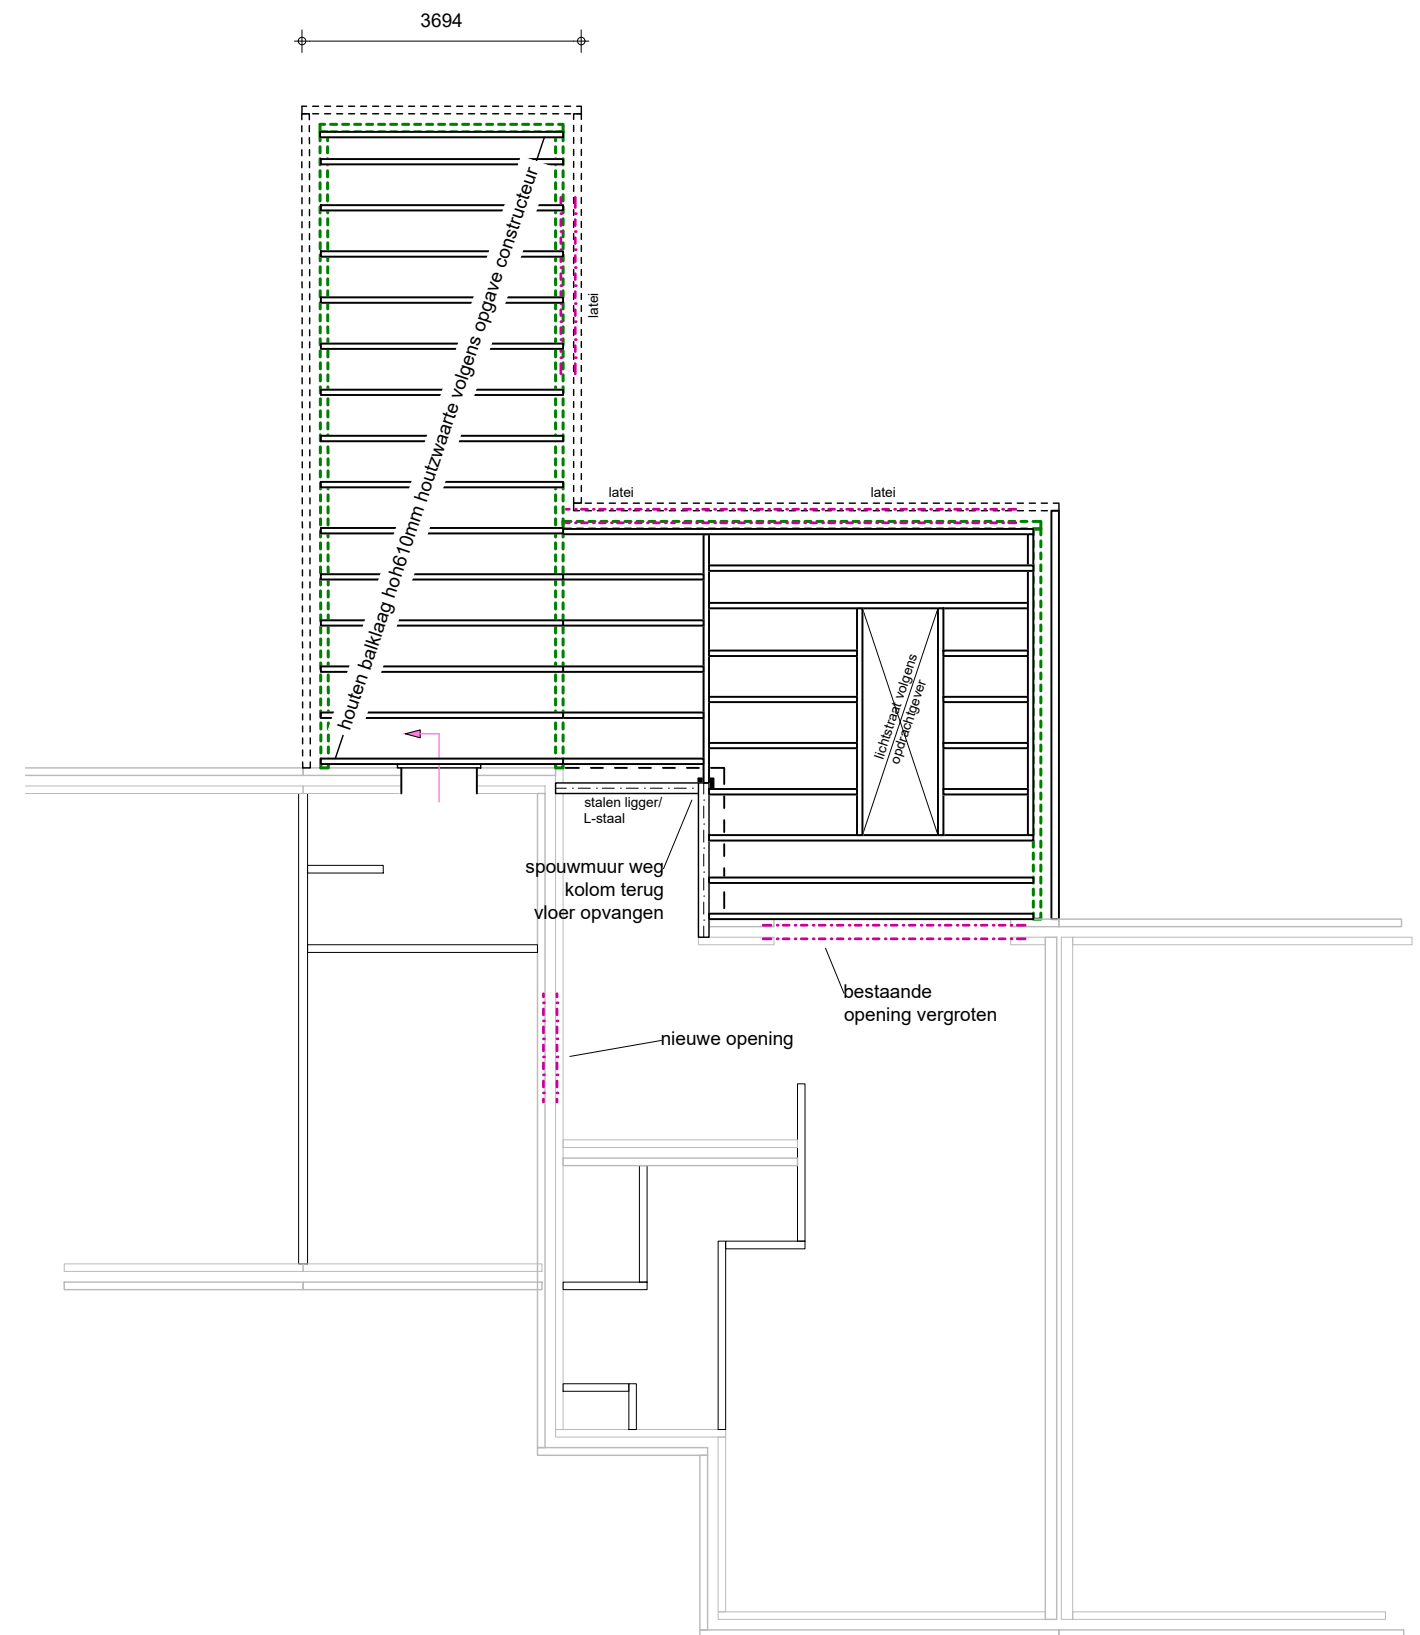 3694
houten balklaag hoh610mm houtzwaarte volgens opgave constructeur
latei
latei
latei
lichtstraat volgens
opdrachtgever
stalen ligger/
L-staal
spouwmuur weg
kolom terug
vloer opvangen
bestaande
opening vergroten
nieuwe opening